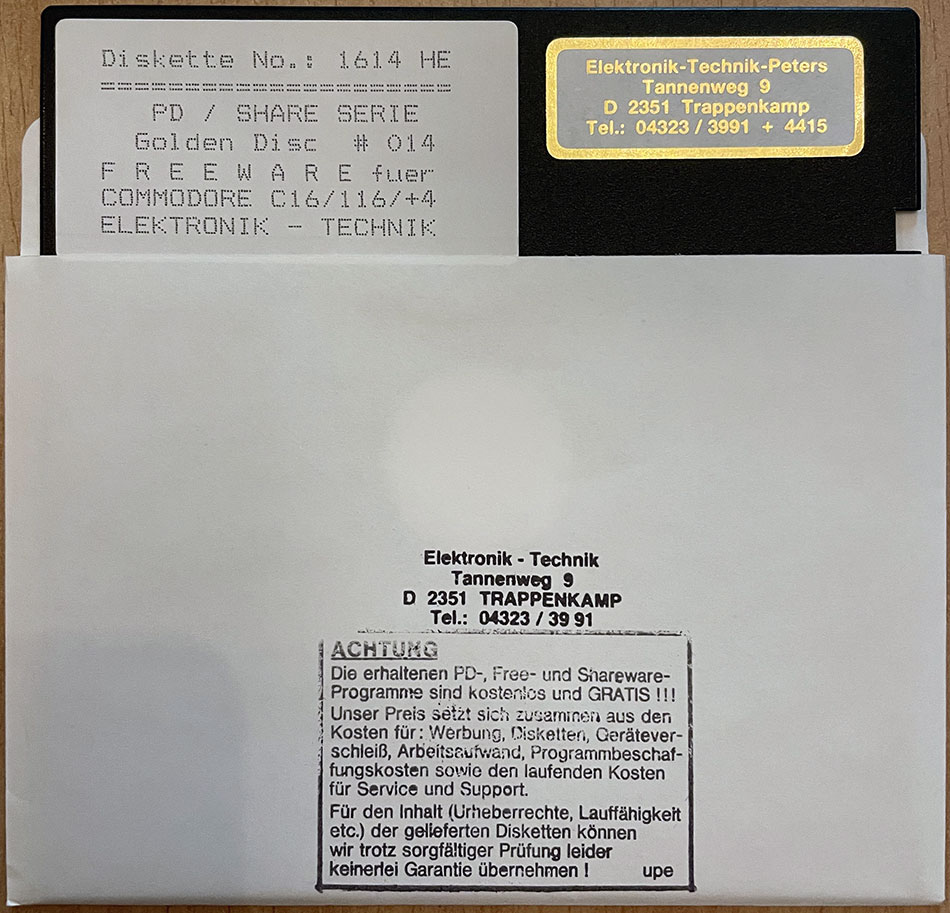 Diskette No.: 1614 HE
=====================
PD / SHARE SERIE
Golden Disc # 014
F R E E W A R E fuer
COMMODORE C16/116/+4
ELEKTRONIK - TECHNIK
Elektronik-Technik-Peters
Tannenweg 9
D 2351 Trappenkamp
Tel.: 04323 / 3991 + 4415
Elektronik - Technik
Tannenweg 9
D 2351 TRAPPENKAMP
Tel.: 04323 / 39 91
ACHTUNG
Die erhaltenen PD-, Free- und Shareware-
Programme sind kostenlos und GRATIS !!!
Unser Preis setzt sich zusammen aus den
Kosten für: Werbung, Disketten, Gerätever-
schleiß, Arbeitsaufwand, Programmbeschaf-
fungskosten sowie den laufenden Kosten
für Service und Support.
Für den Inhalt (Urheberrechte, Lauffähigkeit
etc.) der gelieferten Disketten können
wir trotz sorgfältiger Prüfung leider
keinerlei Garantie übernehmen ! upe